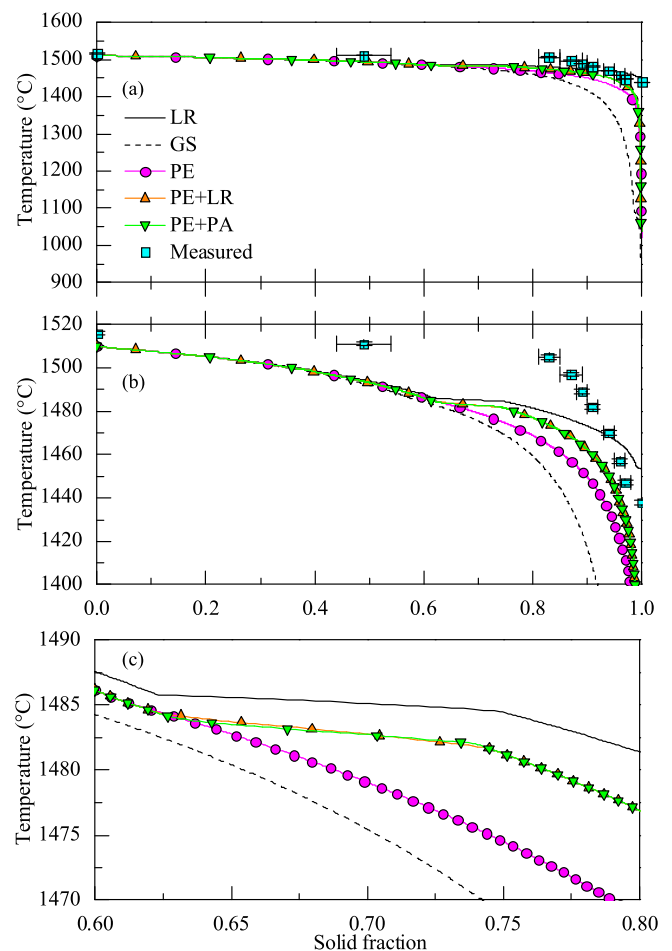 1600
1500
1400
1300
1200
1100
1000
900
Temperature (°C)
(a)
LR
GS
PE
PE+LR
PE+PA
Measured
1520
1500
1480
1460
1440
1420
1400
Temperature (°C)
(b)
0.0 0.2 0.4 0.6 0.8 1.0
1490
1485
1480
1475
1470
Temperature (°C)
(c)
0.60 0.65 0.70 0.75 0.80
Solid fraction